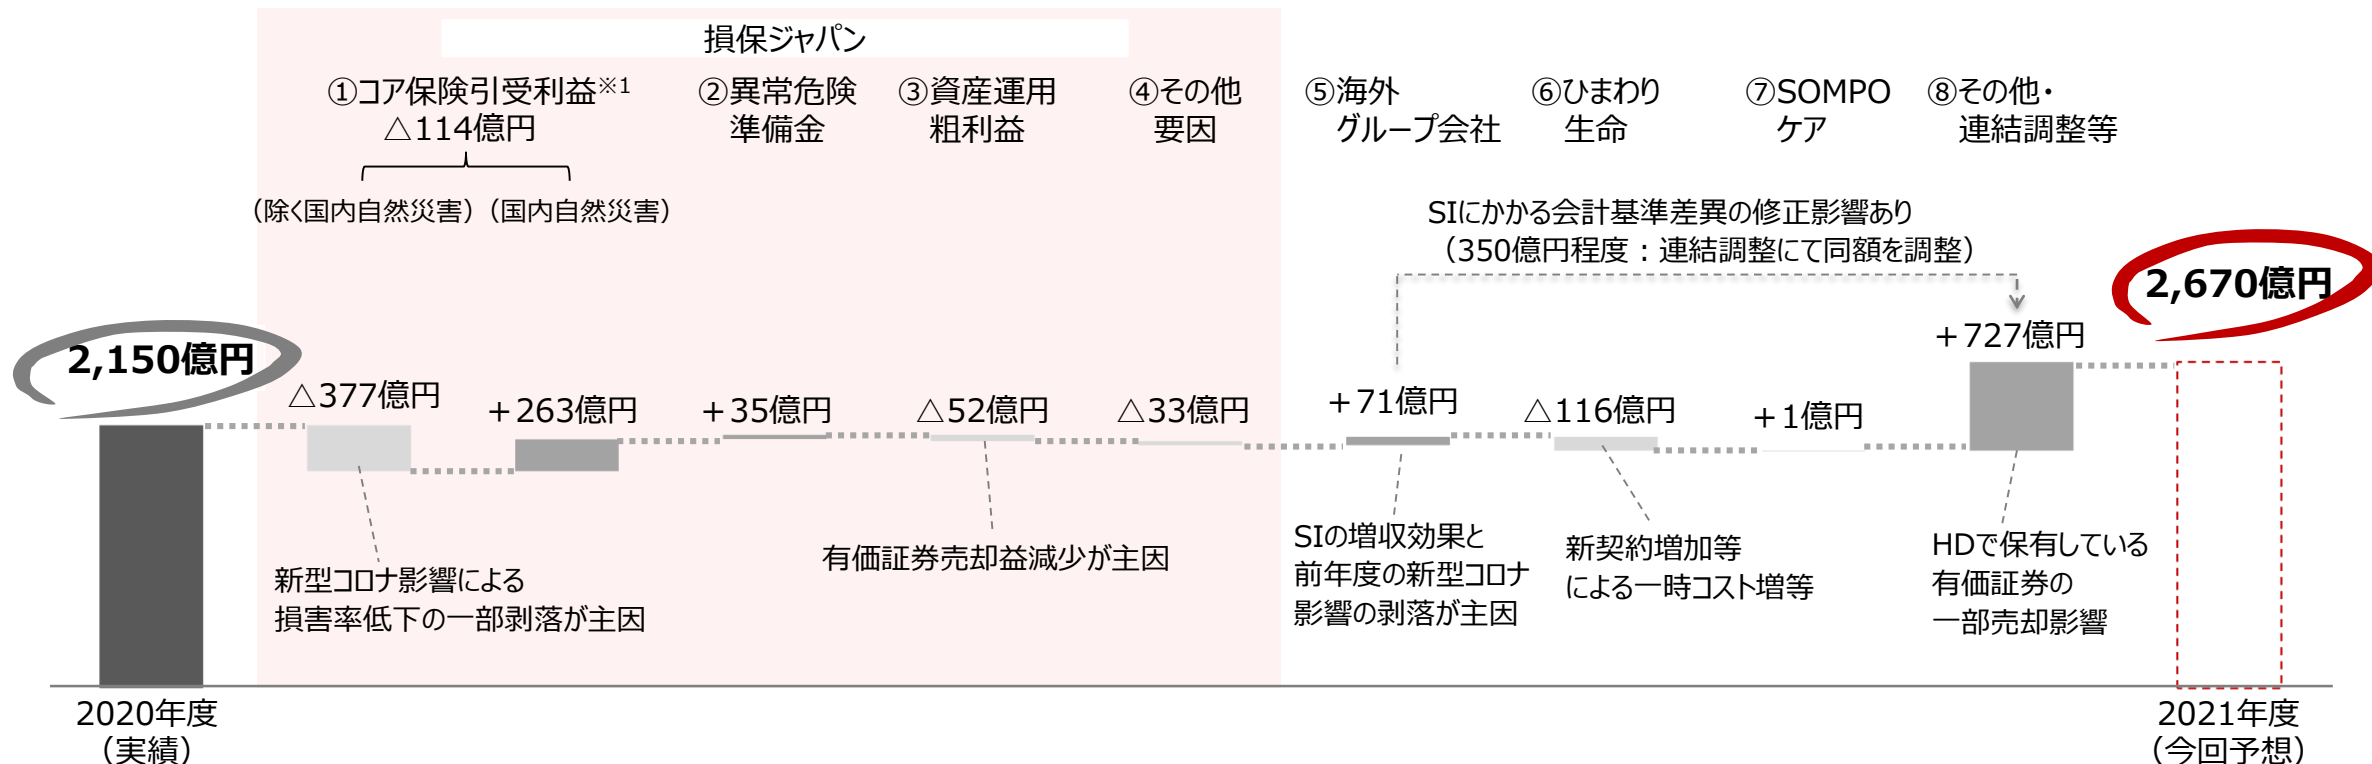 損保ジャパン
①コア保険引受利益※1
△114億円
(除く国内自然災害)(国内自然災害)
②異常危険
準備金
③資産運用
粗利益
④その他
要因
⑤海外
グループ会社
⑥ひまわり
生命
⑦SOMPO
ケア
⑧その他・
連結調整等
SIにかかる会計基準差異の修正影響あり
(350億円程度:連結調整にて同額を調整)
2,150億円
△377億円
+263億円
+35億円
△52億円
△33億円
+71億円
△116億円
+1億円
+727億円
2,670億円
新型コロナ影響による
損害率低下の一部剥落が主因
有価証券売却益減少が主因
SIの増収効果と
前年度の新型コロナ
影響の剥落が主因
新契約増加等
による一時コスト増等
HDで保有している
有価証券の
一部売却影響
2020年度
(実績)
2021年度
(今回予想)